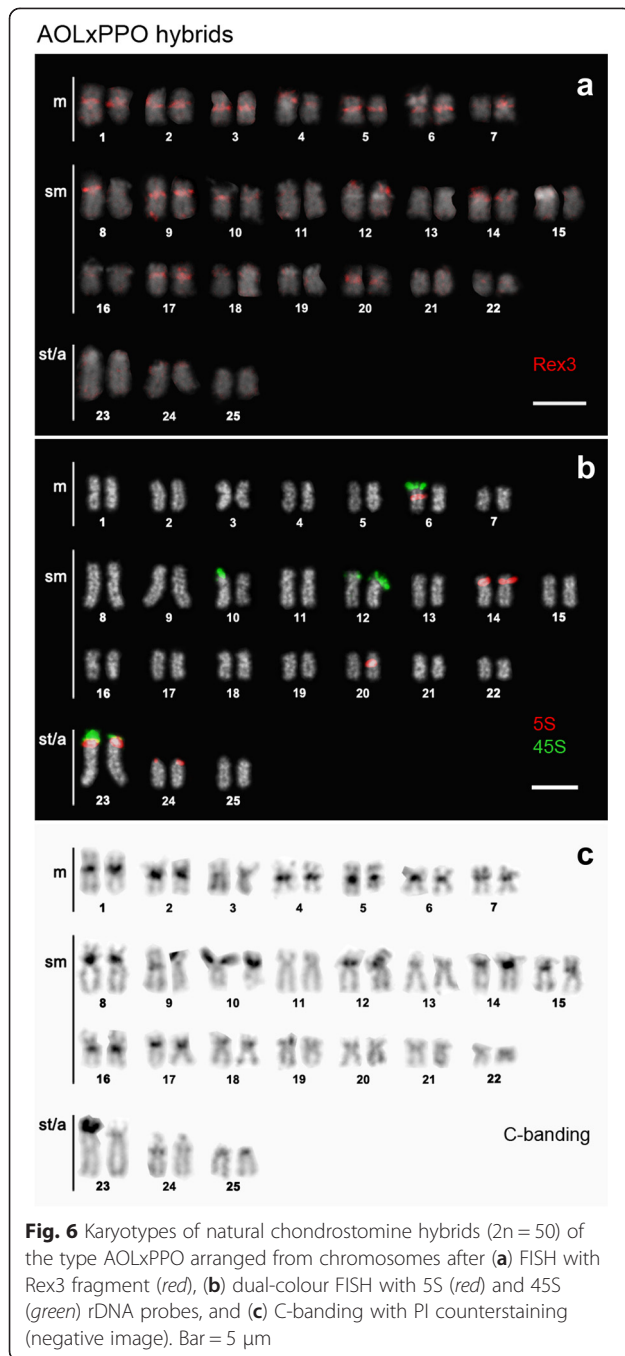 AOLxPPO hybrids
a
m
1 2 3 4 5 6 7
sm
8 9 10 11 12 13 14 15
16 17 18 19 20 21 22
st/a
Rex3
23 24 25
b
m
1 2 3 4 5 6 7
sm
8 9 10 11 12 13 14 15
16 17 18 19 20 21 22
st/a
5S
45S
23 24 25
c
m
1 2 3 4 5 6 7
sm
8 9 10 11 12 13 14 15
16 17 18 19 20 21 22
st/a
C-banding
23 24 25
Fig. 6 Karyotypes of natural chondrostomine hybrids (2n = 50) of
the type AOLxPPO arranged from chromosomes after (a) FISH with
Rex3 fragment (red), (b) dual-colour FISH with 5S (red) and 45S
(green) rDNA probes, and (c) C-banding with PI counterstaining
(negative image). Bar = 5 μm